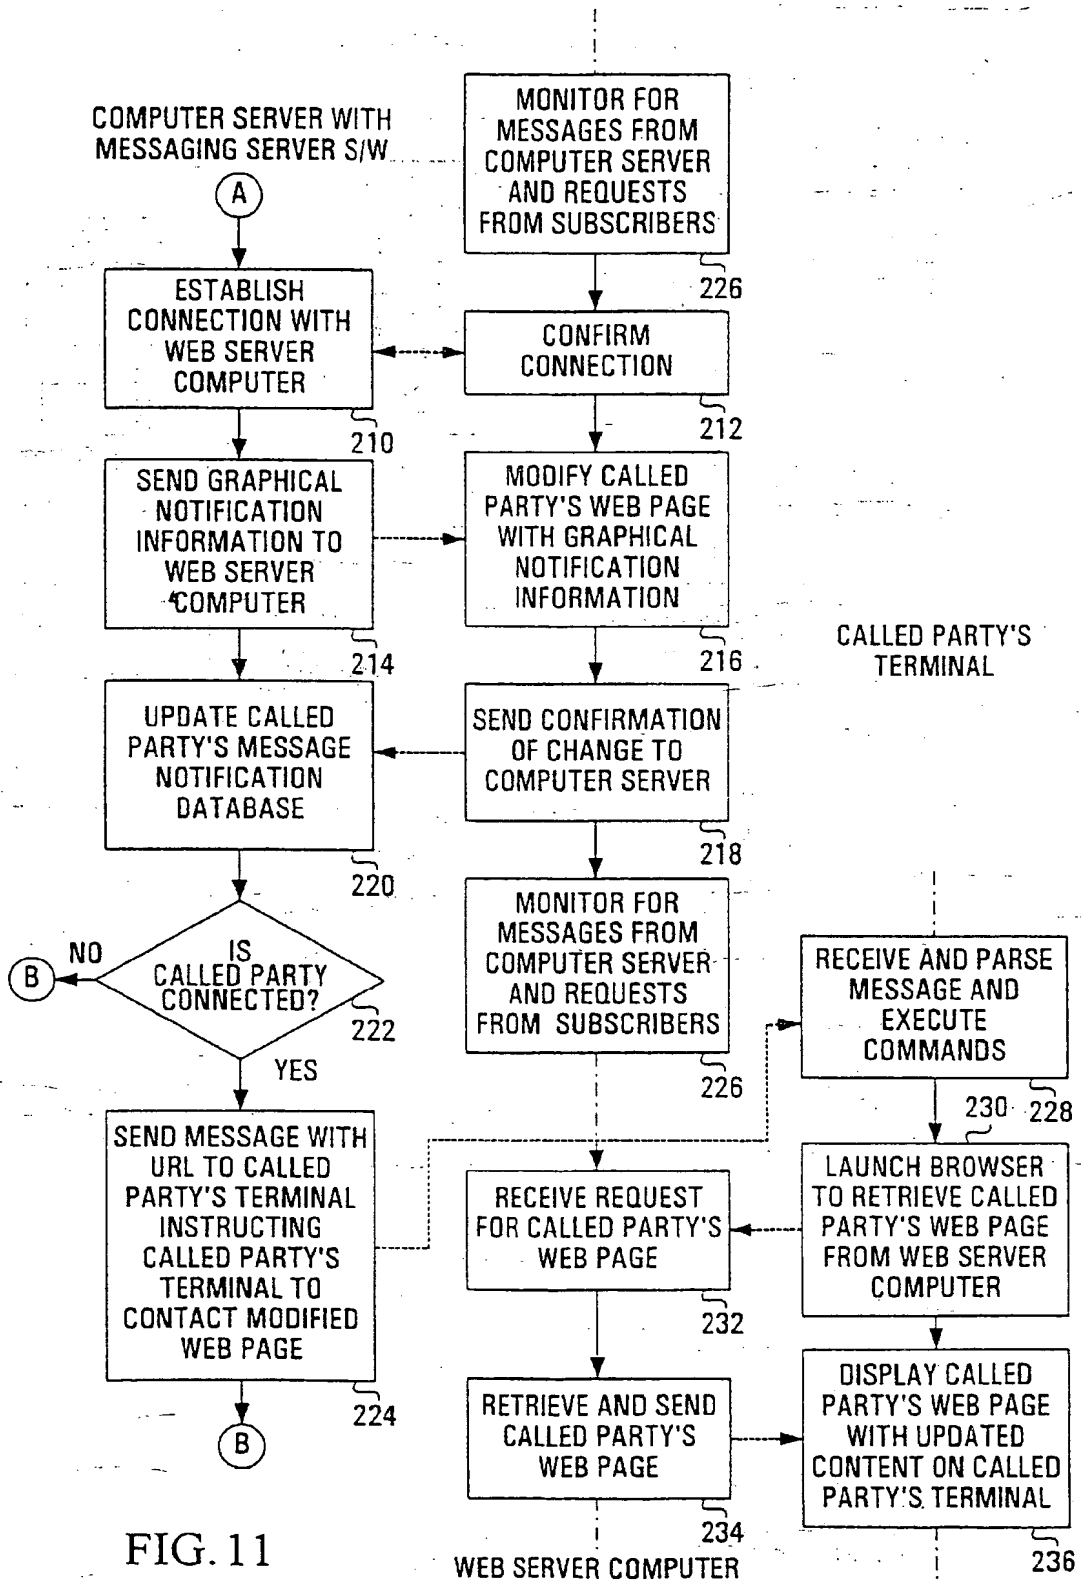 COMPUTER SERVER WITH
MESSAGING SERVER S/W
A
ESTABLISH
CONNECTION WITH
WEB SERVER
COMPUTER
210
SEND GRAPHICAL
NOTIFICATION
INFORMATION TO
WEB SERVER
COMPUTER
214
UPDATE CALLED
PARTY'S MESSAGE
NOTIFICATION
DATABASE
220
IS
CALLED PARTY
CONNECTED?
222
NO
B
YES
SEND MESSAGE WITH
URL TO CALLED
PARTY'S TERMINAL
INSTRUCTING
CALLED PARTY'S
TERMINAL TO
CONTACT MODIFIED
WEB PAGE
224
B
MONITOR FOR
MESSAGES FROM
COMPUTER SERVER
AND REQUESTS
FROM SUBSCRIBERS
226
CONFIRM
CONNECTION
212
MODIFY CALLED
PARTY'S WEB PAGE
WITH GRAPHICAL
NOTIFICATION
INFORMATION
216
SEND CONFIRMATION
OF CHANGE TO
COMPUTER SERVER
218
MONITOR FOR
MESSAGES FROM
COMPUTER SERVER
AND REQUESTS
FROM SUBSCRIBERS
226
RECEIVE REQUEST
FOR CALLED PARTY'S
WEB PAGE
232
RETRIEVE AND SEND
CALLED PARTY'S
WEB PAGE
234
WEB SERVER COMPUTER
CALLED PARTY'S
TERMINAL
RECEIVE AND PARSE
MESSAGE AND
EXECUTE
COMMANDS
228
230
LAUNCH BROWSER
TO RETRIEVE CALLED
PARTY'S WEB PAGE
FROM WEB SERVER
COMPUTER
DISPLAY CALLED
PARTY'S WEB PAGE
WITH UPDATED
CONTENT ON CALLED
PARTY'S TERMINAL
236
FIG. 11